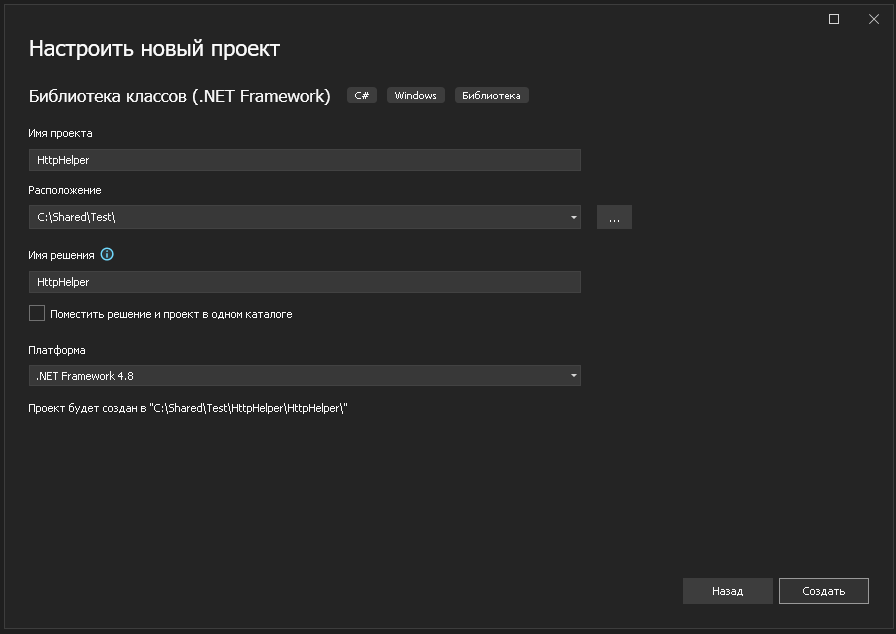 Настроить новый проект
Библиотека классов (.NET Framework) C# Windows Библиотека
Имя проекта
HttpHelper
Расположение
C:\Shared\Test\
...
Имя решения
HttpHelper
Поместить решение и проект в одном каталоге
Платформа
.NET Framework 4.8
Проект будет создан в "C:\Shared\Test\HttpHelper\HttpHelper\"
Назад Создать